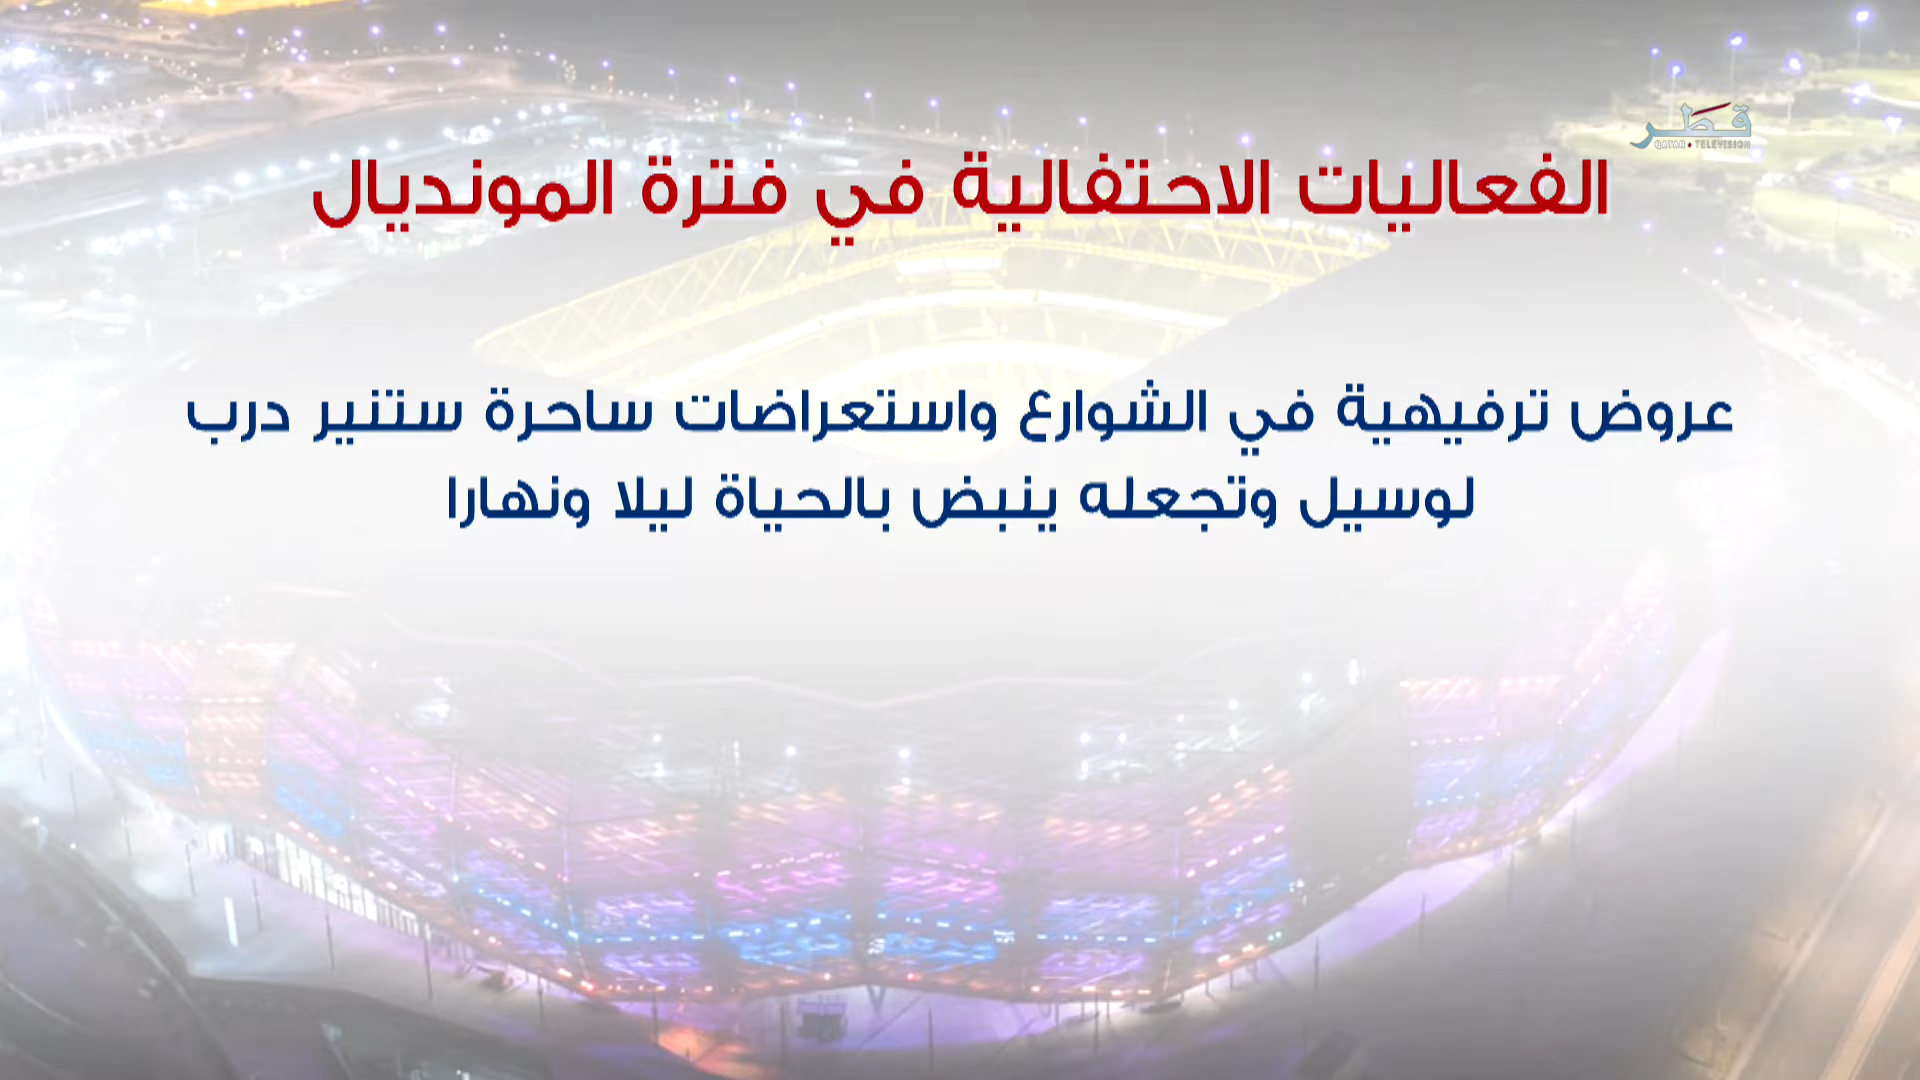 قطر
QATAR • TELEVISION
الفعاليات الاحتفالية في فترة المونديال
عروض ترفيهية في الشوارع واستعراضات ساحرة ستنير درب
لوسيل وتجعله ينبض بالحياة ليلا ونهارا